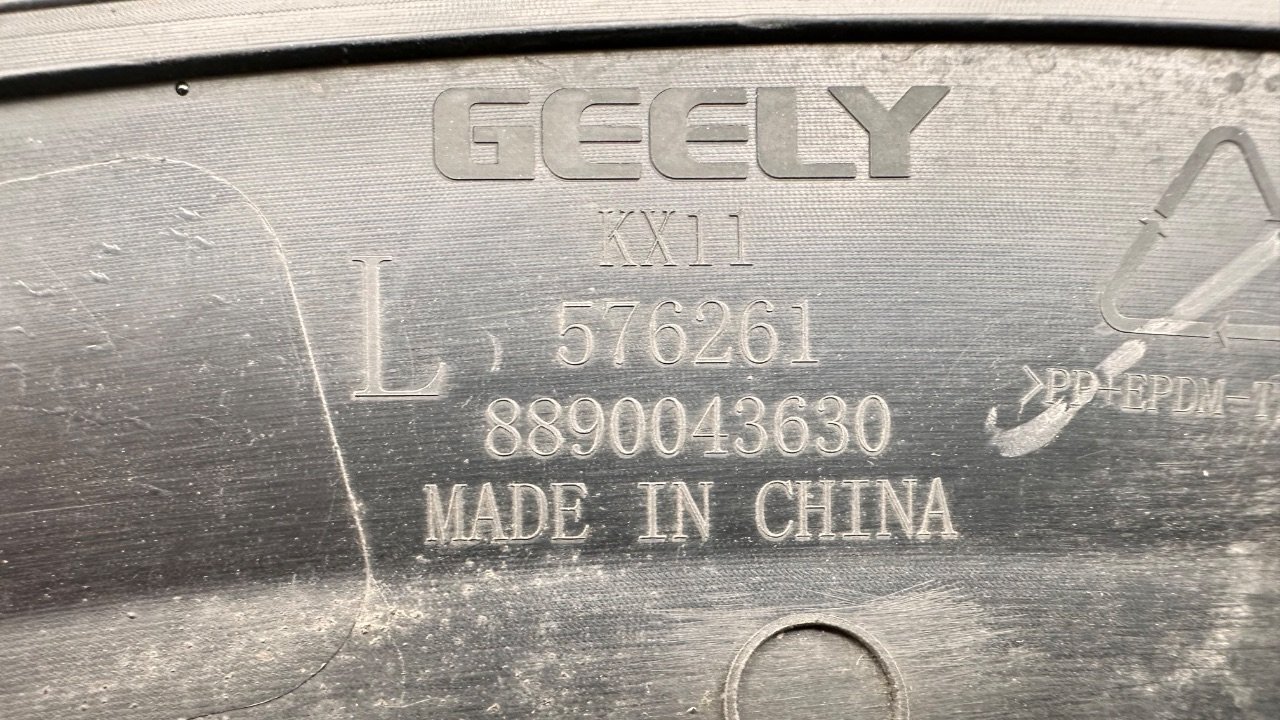 GEELY
KX11
L
576261
8890043630
>PP+EPDM-T
MADE IN CHINA